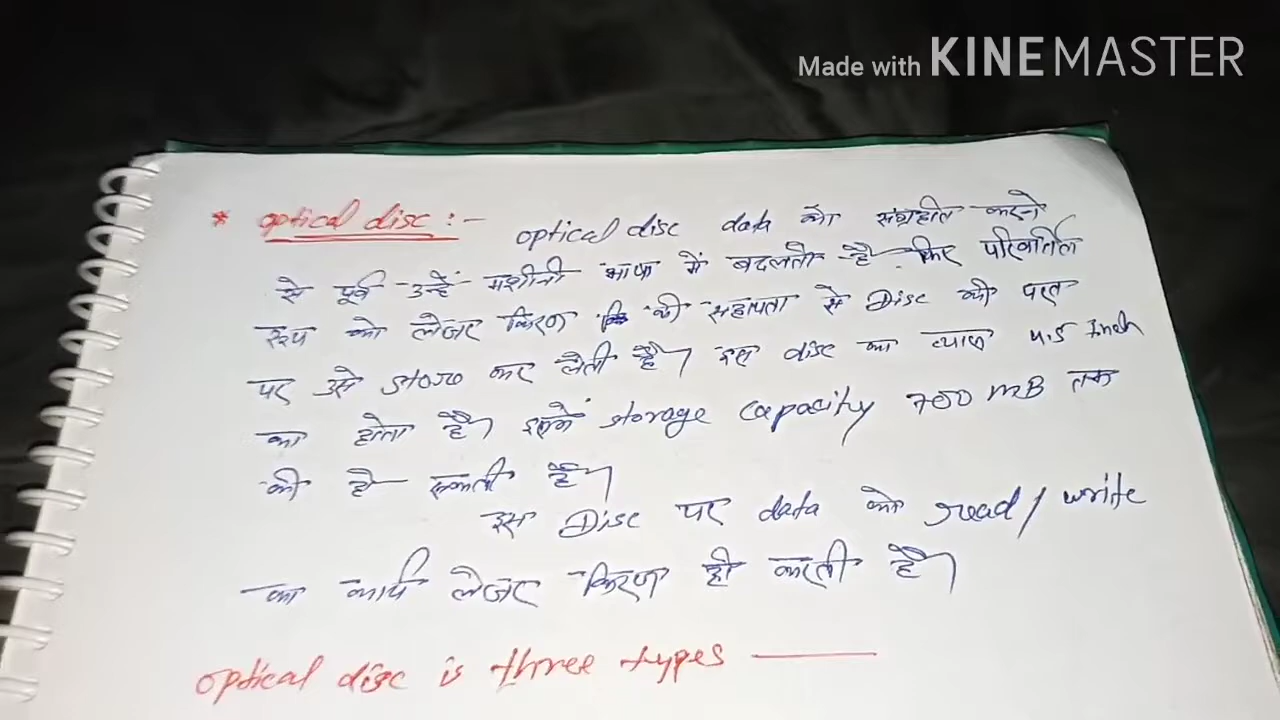 Made with KINEMASTER
* optical disc :- optical disc data को संग्रहीत करने
से पूर्व उन्हें मशीनी भाषा में बदलती है फिर परिवर्तित
रूप को लेजर किरण की सहायता से Disc की परत
पर उसे store कर लेती है। इस disc का व्यास 4.5 Inch
का होता है। इसमें storage capacity 700 MB तक
की हो सकती है।
इस Disc पर data को read/write
का कार्य लेजर किरण ही करती है।
optical disc is three types ———